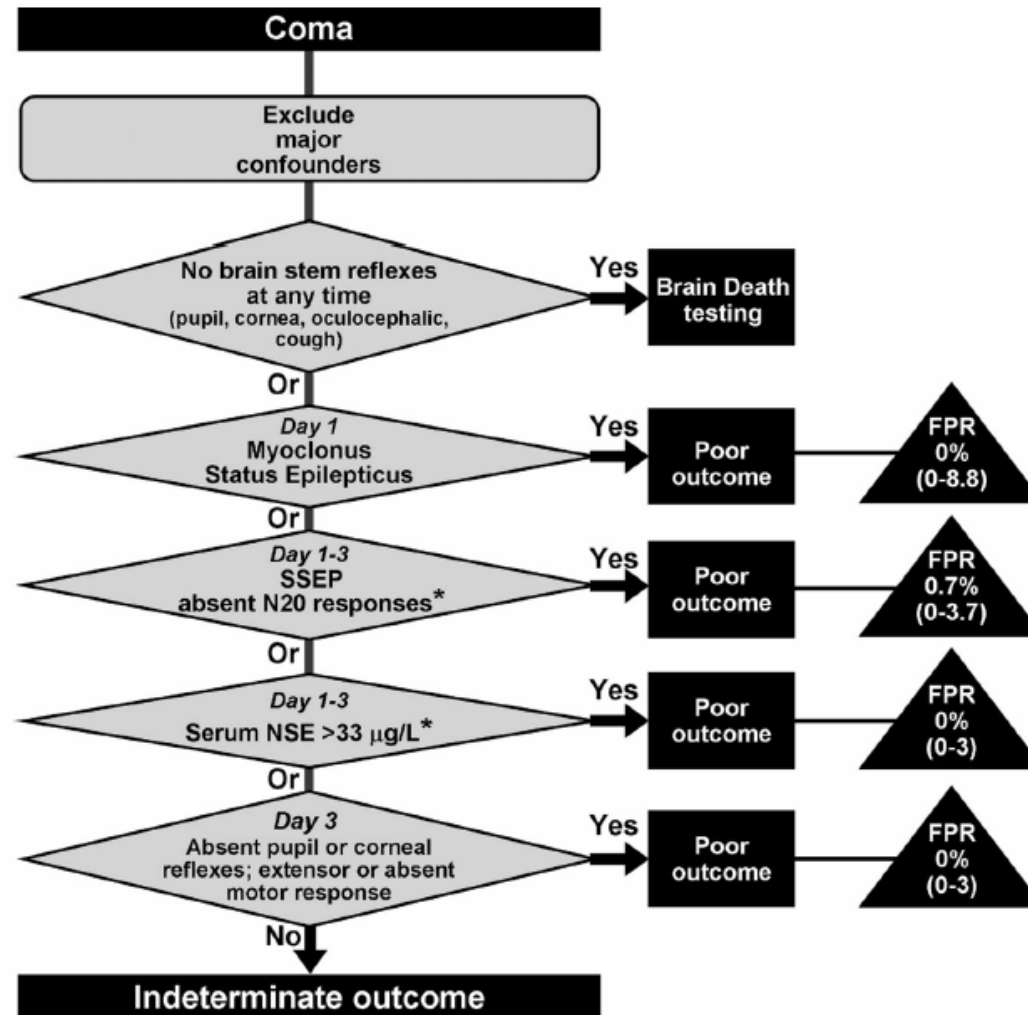 Coma
Exclude
major
confounders
No brain stem reflexes
at any time
(pupil, cornea, oculocephalic,
cough)
Yes
Brain Death
testing
Or
Day 1
Myoclonus
Status Epilepticus
Yes
Poor
outcome
FPR
0%
(0-8.8)
Or
Day 1-3
SSEP
absent N20 responses*
Yes
Poor
outcome
FPR
0.7%
(0-3.7)
Or
Day 1-3
Serum NSE >33 μg/L*
Yes
Poor
outcome
FPR
0%
(0-3)
Or
Day 3
Absent pupil or corneal
reflexes; extensor or absent
motor response
Yes
Poor
outcome
FPR
0%
(0-3)
No
Indeterminate outcome